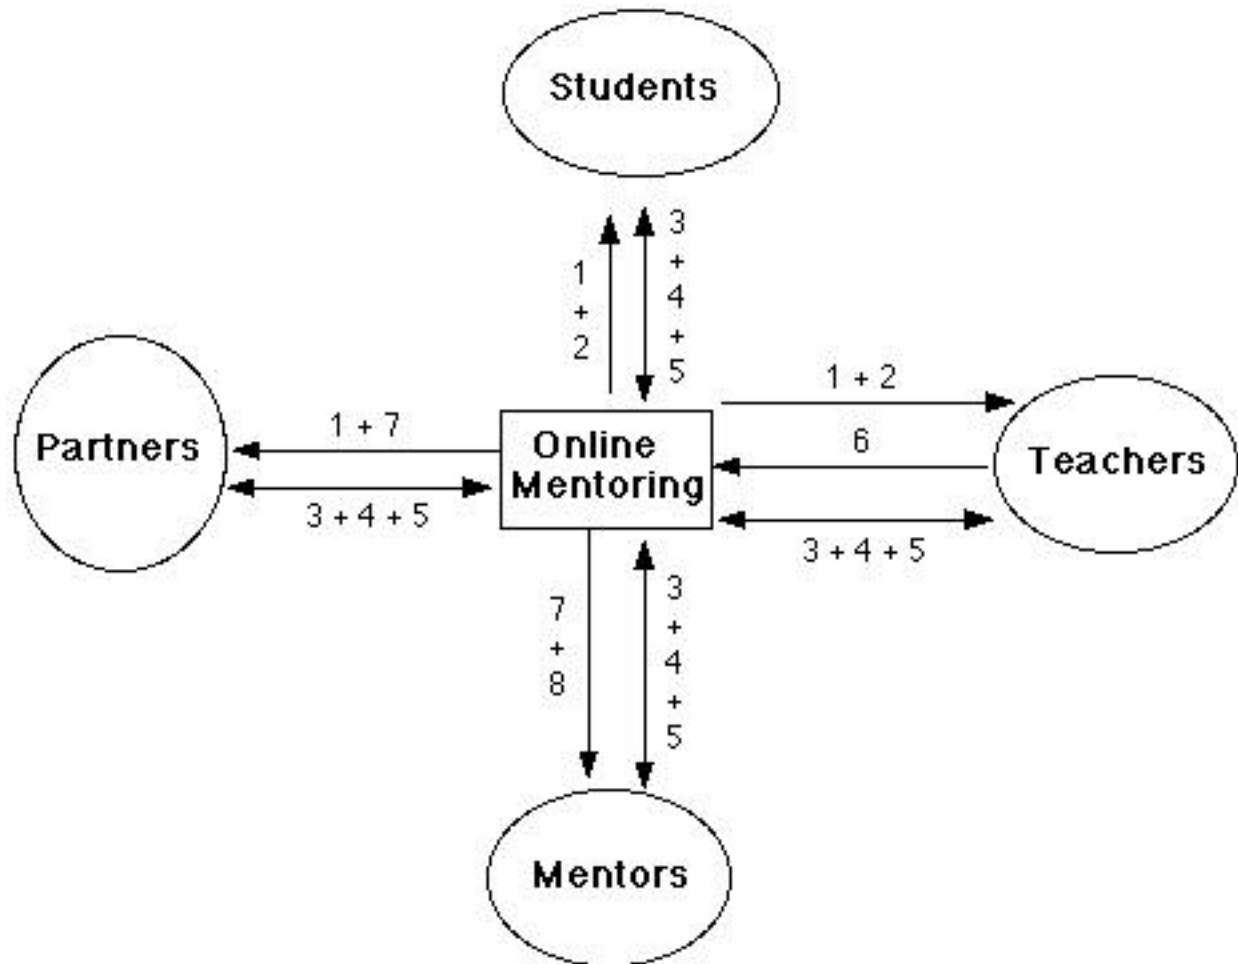 Students
1
+
2
3
+
4
+
5
1 + 2
6
3 + 4 + 5
Teachers
Partners
1 + 7
3 + 4 + 5
Online
Mentoring
7
+
8
3
+
4
+
5
Mentors